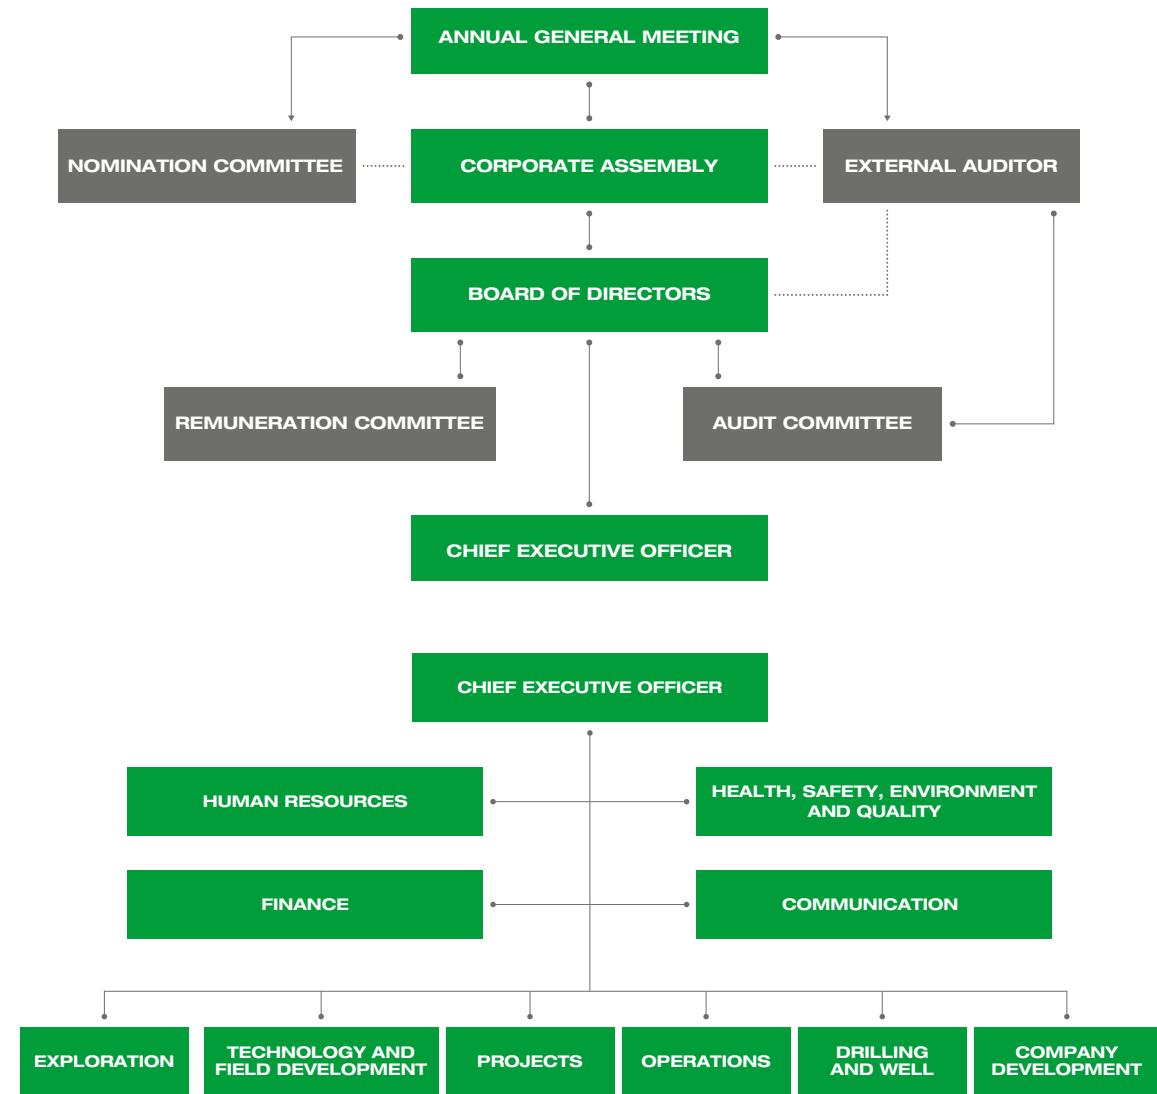 ANNUAL GENERAL MEETING
NOMINATION COMMITTEE
CORPORATE ASSEMBLY
EXTERNAL AUDITOR
BOARD OF DIRECTORS
REMUNERATION COMMITTEE
AUDIT COMMITTEE
CHIEF EXECUTIVE OFFICER
CHIEF EXECUTIVE OFFICER
HUMAN RESOURCES
HEALTH, SAFETY, ENVIRONMENT
AND QUALITY
FINANCE
COMMUNICATION
EXPLORATION
TECHNOLOGY AND
FIELD DEVELOPMENT
PROJECTS
OPERATIONS
DRILLING
AND WELL
COMPANY
DEVELOPMENT